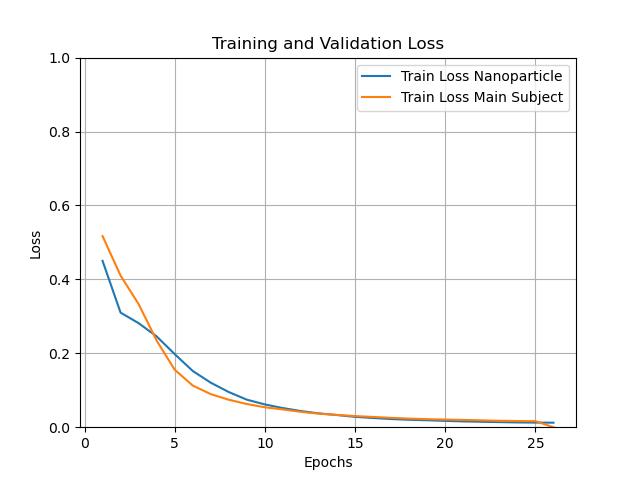 Training and Validation Loss
1.0
0.8
0.6
0.4
0.2
0.0
Loss
Train Loss Nanoparticle
Train Loss Main Subject
0 5 10 15 20 25
Epochs